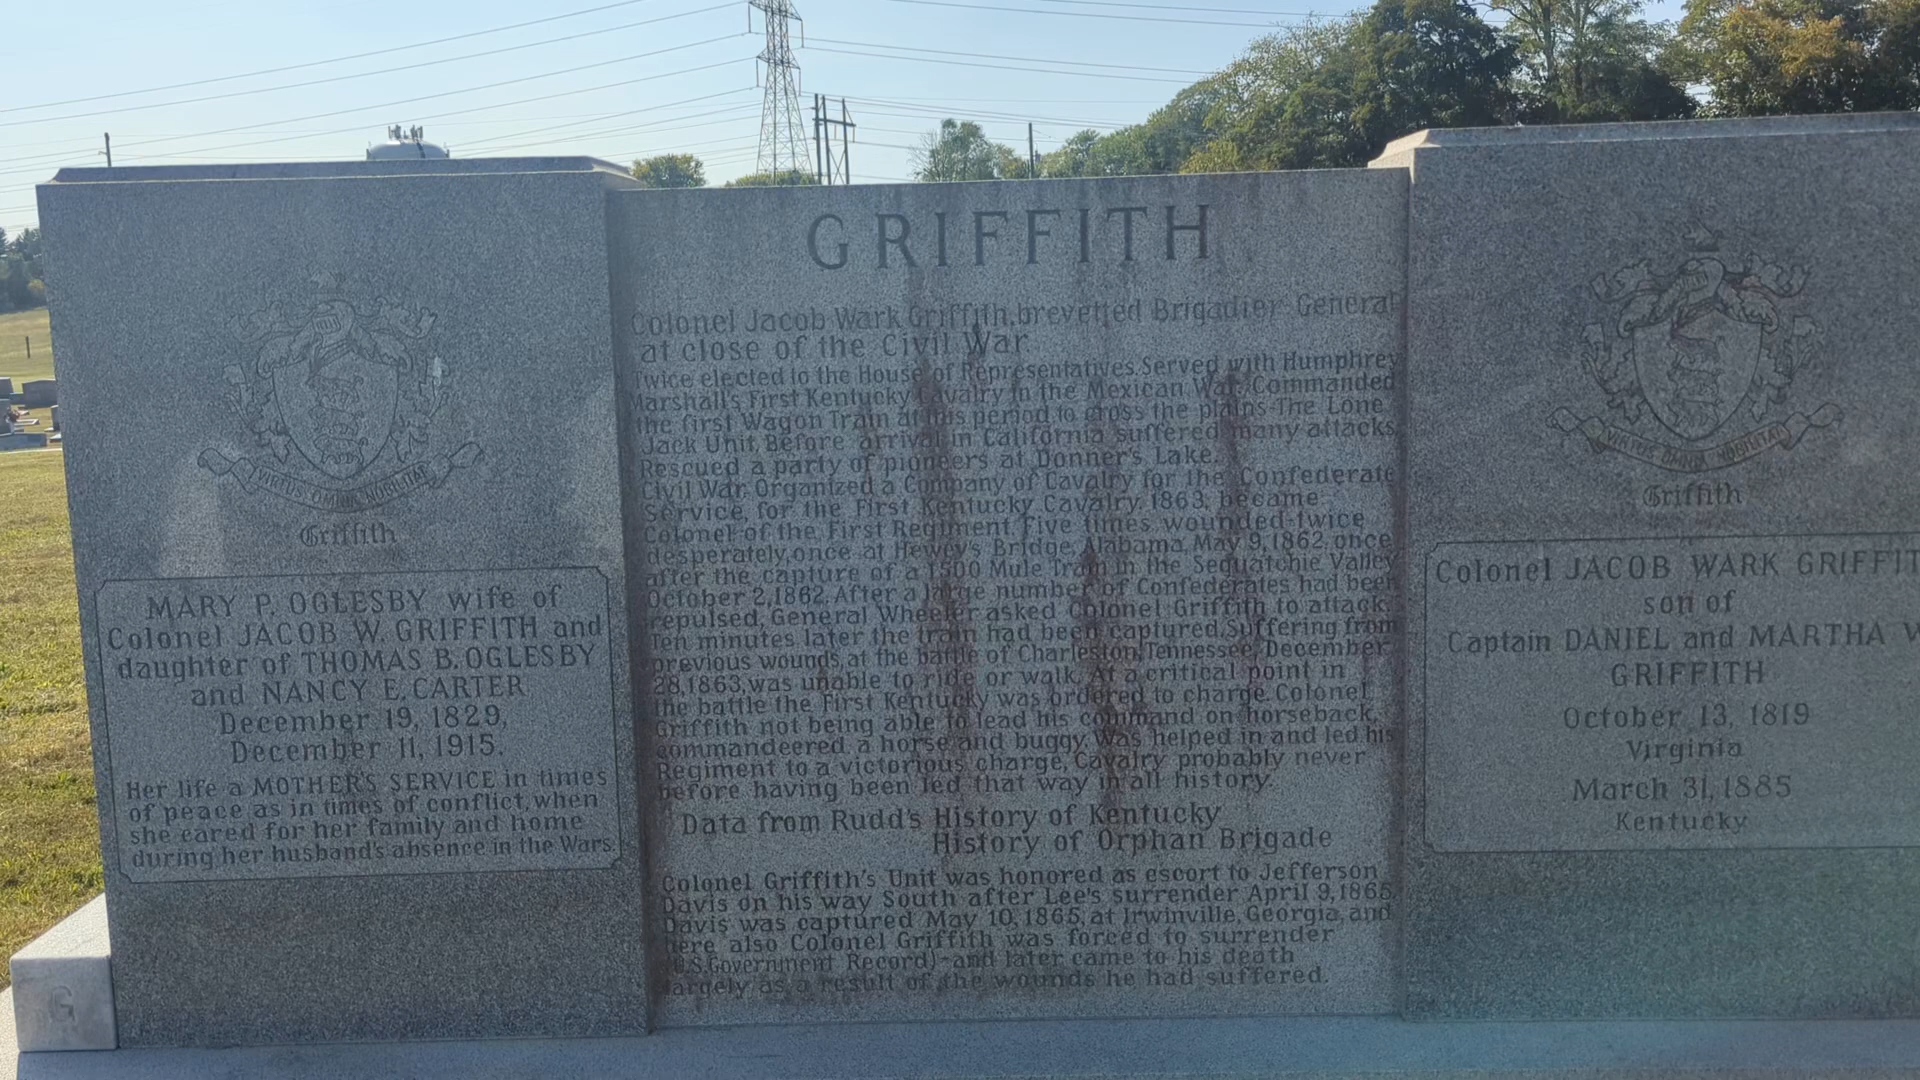 VIRTUS OMNIA NOBILITAT
Griffith
MARY P. OGLESBY wife of
Colonel JACOB W. GRIFFITH and
daughter of THOMAS B. OGLESBY
and NANCY E. CARTER
December 19, 1829,
December 11, 1915.
Her life a MOTHER'S SERVICE in times
of peace as in times of conflict, when
she cared for her family and home
during her husband's absence in the Wars.
G
GRIFFITH
Colonel Jacob Wark Griffith, brevetted Brigadier General
at close of the Civil War
Twice elected to the House of Representatives. Served with Humphrey
Marshall's First Kentucky Cavalry in the Mexican War. Commanded
the first Wagon Train at this period to cross the plains-The Lone
Jack Unit. Before arrival in California suffered many attacks
Rescued a party of pioneers at Donner's Lake.
Civil War. Organized a Company of Cavalry for the Confederate
Service, for the First Kentucky Cavalry. 1863, became
Colonel of the First Regiment. Five times wounded-twice
desperately, once at Hewey's Bridge, Alabama, May 9, 1862, once
after the capture of a 1500 Mule Train in the Sequatchie Valley
October 2, 1862. After a large number of Confederates had been
repulsed, General Wheeler asked Colonel Griffith to attack.
Ten minutes later the train had been captured. Suffering from
previous wounds, at the battle of Charleston, Tennessee, December
28, 1863, was unable to ride or walk. At a critical point in
the battle the First Kentucky was ordered to charge. Colonel
Griffith not being able to lead his command on horseback,
commandeered a horse and buggy. Was helped in and led his
Regiment to a victorious charge, Cavalry probably never
before having been led that way in all history.
Data from Rudd's History of Kentucky
History of Orphan Brigade
Colonel Griffith's Unit was honored as escort to Jefferson
Davis on his way South after Lee's surrender April 9, 1865
Davis was captured May 10, 1865, at Irwinville, Georgia, and
here also Colonel Griffith was forced to surrender
(U.S. Government Record)-and later came to his death
largely as a result of the wounds he had suffered.
VIRTUS OMNIA NOBILITAT
Griffith
Colonel JACOB WARK GRIFFIT
son of
Captain DANIEL and MARTHA W
GRIFFITH
October 13, 1819
Virginia
March 31, 1885
Kentucky